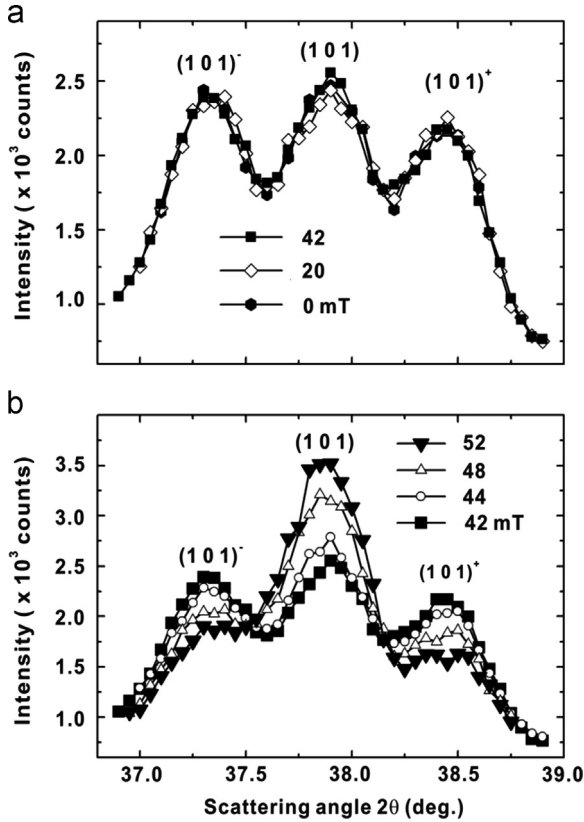 a
(1 0 1)⁻
(1 0 1)
(1 0 1)⁺
2.5
2.0
1.5
1.0
Intensity ( x 10³ counts)
42
20
0 mT
b
(1 0 1)⁻
(1 0 1)
(1 0 1)⁺
52
48
44
42 mT
3.5
3.0
2.5
2.0
1.5
1.0
Intensity ( x 10³ counts)
37.0 37.5 38.0 38.5 39.0
Scattering angle 2θ (deg.)